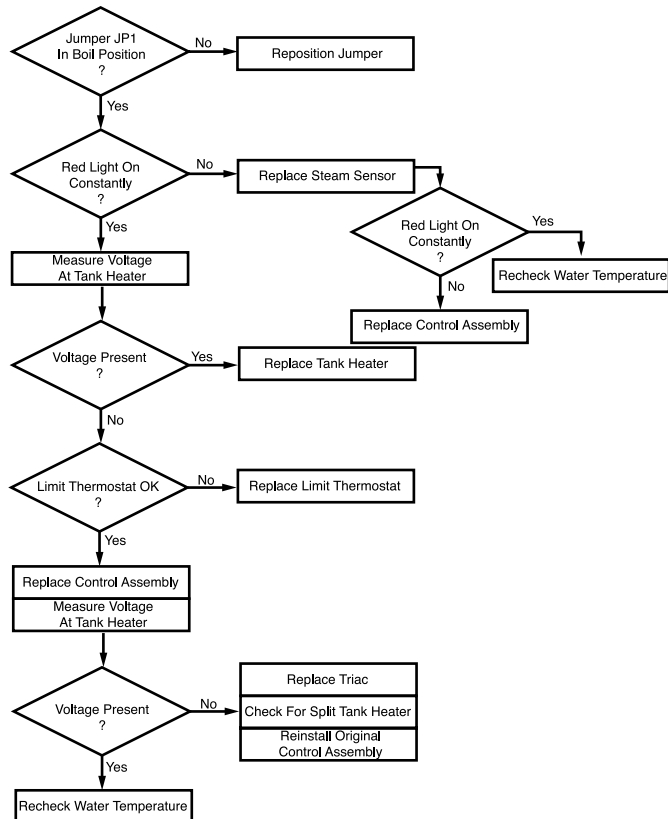 Jumper JP1
In Boil Position
?
No
Reposition Jumper
Yes
Red Light On
Constantly
?
No
Replace Steam Sensor
Red Light On
Constantly
?
Yes
Recheck Water Temperature
No
Replace Control Assembly
Yes
Measure Voltage
At Tank Heater
Voltage Present
?
Yes
Replace Tank Heater
No
Limit Thermostat OK
?
No
Replace Limit Thermostat
Yes
Replace Control Assembly
Measure Voltage
At Tank Heater
Voltage Present
?
No
Replace Triac
Check For Split Tank Heater
Reinstall Original
Control Assembly
Yes
Recheck Water Temperature